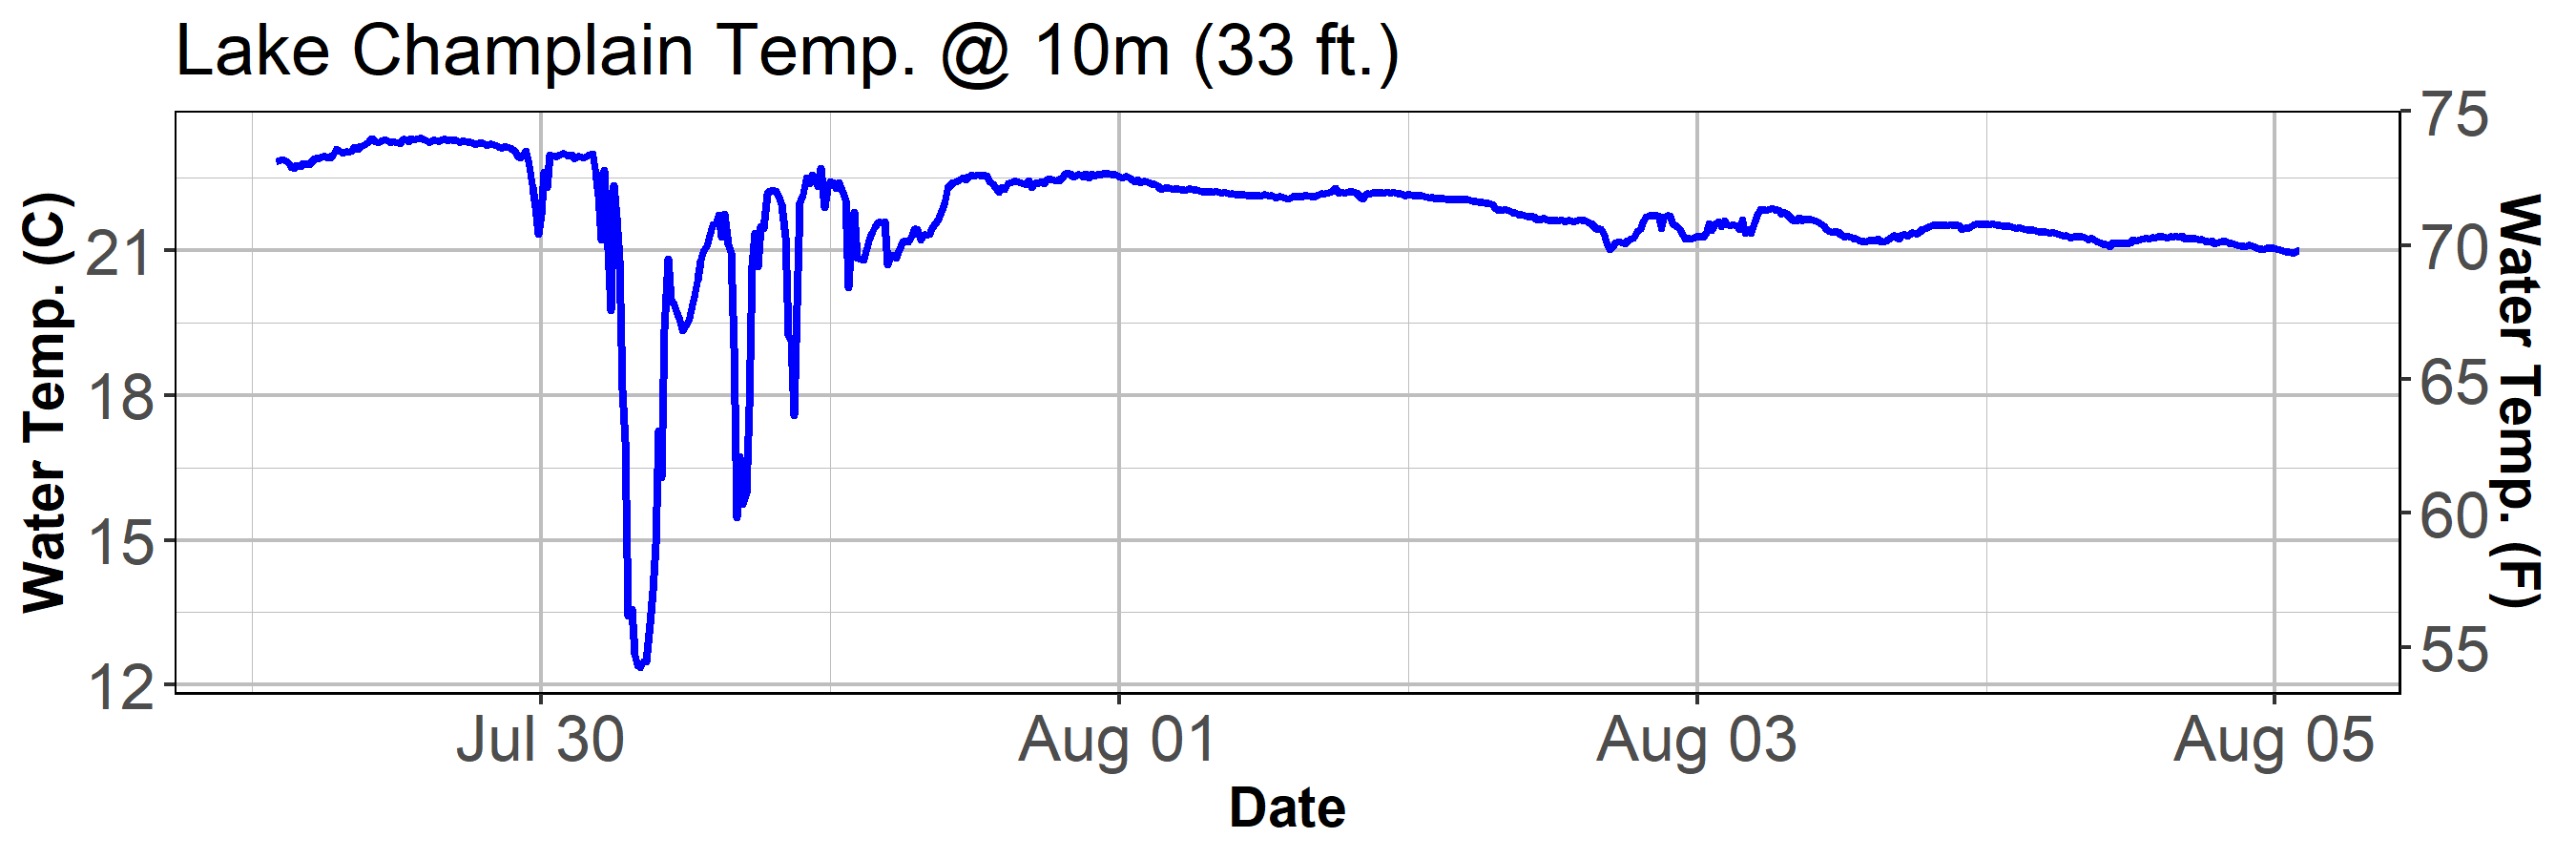 Lake Champlain Temp. @ 10m (33 ft.)
Water Temp. (C)
21
18
15
12
75
70
65
60
55
Water Temp. (F)
Jul 30
Aug 01
Aug 03
Aug 05
Date